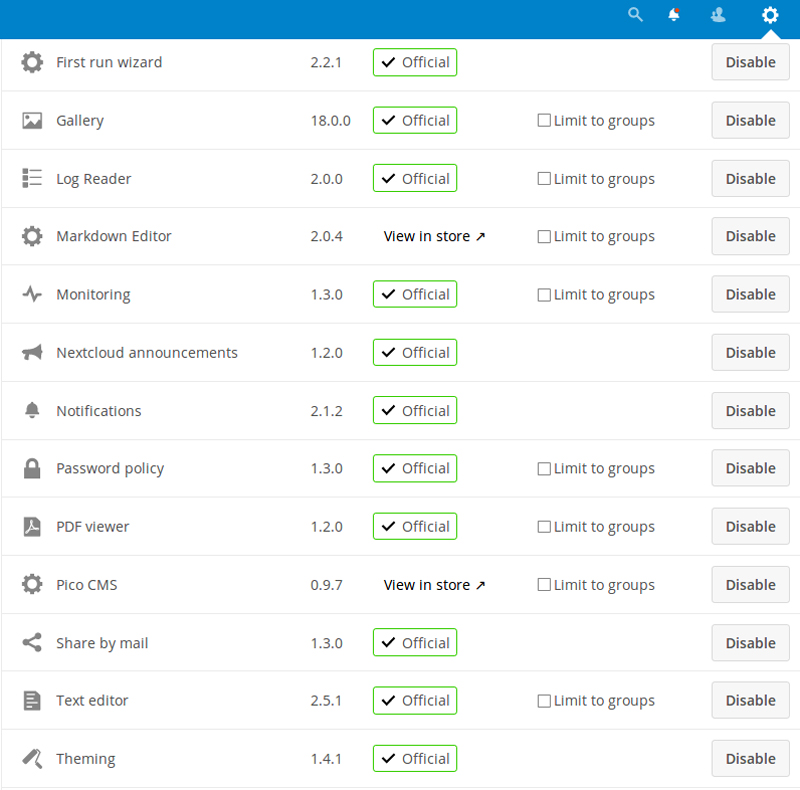 First run wizard 2.2.1 Official Disable
Gallery 18.0.0 Official Limit to groups Disable
Log Reader 2.0.0 Official Limit to groups Disable
Markdown Editor 2.0.4 View in store ↗ Limit to groups Disable
Monitoring 1.3.0 Official Limit to groups Disable
Nextcloud announcements 1.2.0 Official Disable
Notifications 2.1.2 Official Disable
Password policy 1.3.0 Official Limit to groups Disable
PDF viewer 1.2.0 Official Limit to groups Disable
Pico CMS 0.9.7 View in store ↗ Limit to groups Disable
Share by mail 1.3.0 Official Disable
Text editor 2.5.1 Official Limit to groups Disable
Theming 1.4.1 Official Disable